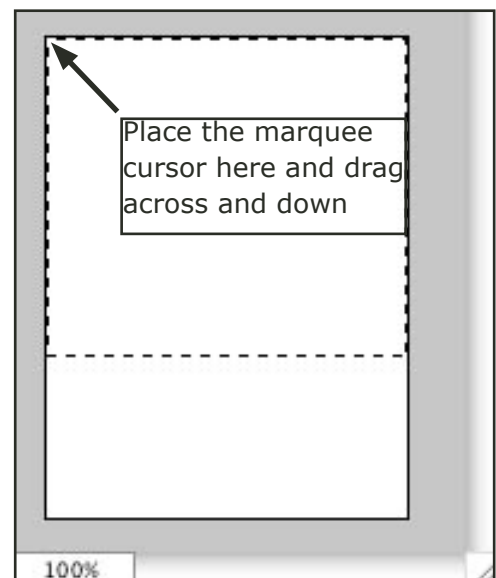 Place the marquee
cursor here and drag
across and down
100%